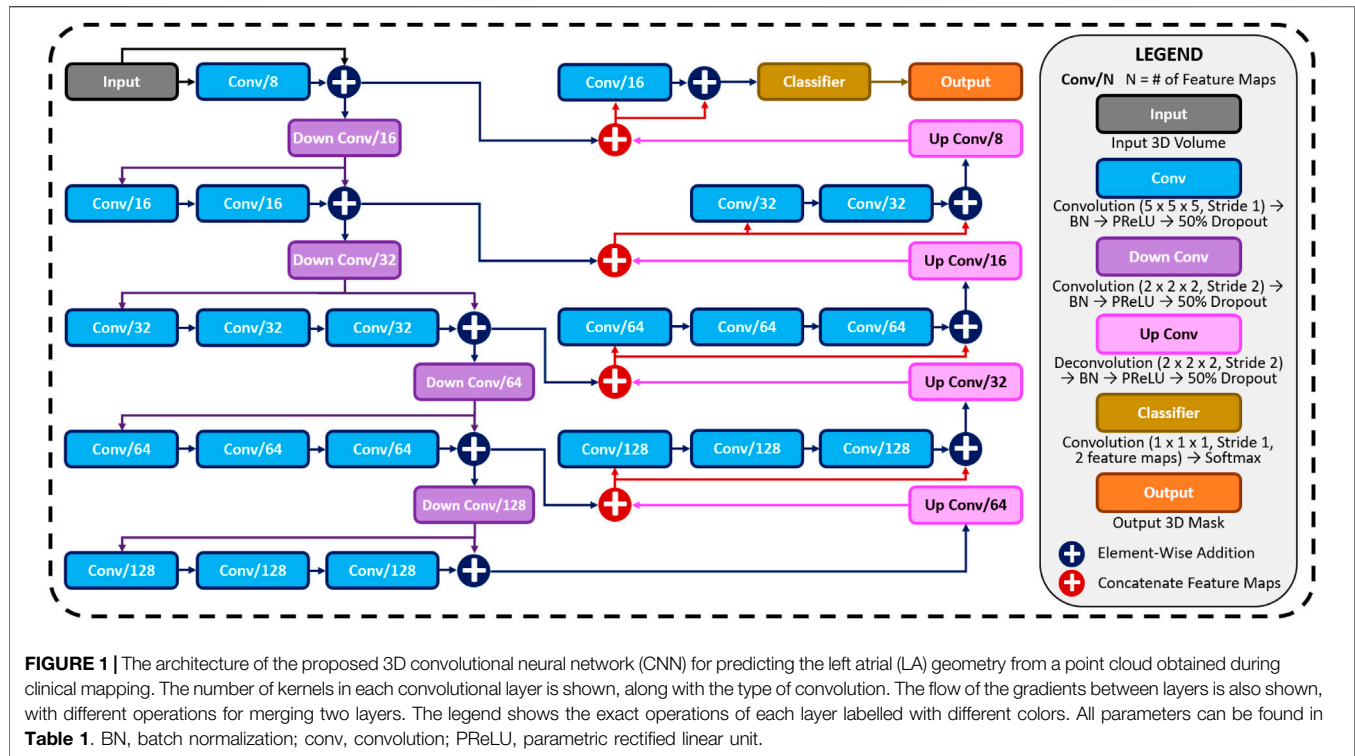 Input
Conv/8
Conv/16
Classifier
Output
Down Conv/16
Up Conv/8
Conv/16
Conv/16
Conv/32
Conv/32
Down Conv/32
Up Conv/16
Conv/32
Conv/32
Conv/32
Conv/64
Conv/64
Conv/64
Down Conv/64
Up Conv/32
Conv/64
Conv/64
Conv/64
Conv/128
Conv/128
Conv/128
Down Conv/128
Up Conv/64
Conv/128
Conv/128
Conv/128
LEGEND
Conv/N N = # of Feature Maps
Input
Input 3D Volume
Conv
Convolution (5 x 5 x 5, Stride 1) →
BN → PReLU → 50% Dropout
Down Conv
Convolution (2 x 2 x 2, Stride 2) →
BN → PReLU → 50% Dropout
Up Conv
Deconvolution (2 x 2 x 2, Stride 2)
→ BN → PReLU → 50% Dropout
Classifier
Convolution (1 x 1 x 1, Stride 1,
2 feature maps) → Softmax
Output
Output 3D Mask
Element-Wise Addition
Concatenate Feature Maps
FIGURE 1 | The architecture of the proposed 3D convolutional neural network (CNN) for predicting the left atrial (LA) geometry from a point cloud obtained during
clinical mapping. The number of kernels in each convolutional layer is shown, along with the type of convolution. The flow of the gradients between layers is also shown,
with different operations for merging two layers. The legend shows the exact operations of each layer labelled with different colors. All parameters can be found in
Table 1. BN, batch normalization; conv, convolution; PReLU, parametric rectified linear unit.